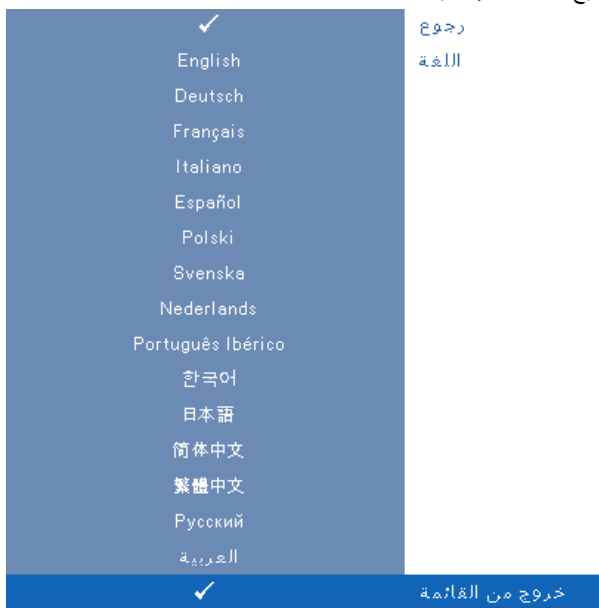 رجوع ✓
اللغة English
Deutsch
Français
Italiano
Español
Polski
Svenska
Nederlands
Português Ibérico
한국어
日本語
简体中文
繁體中文
Русский
العربية
خروج من القائمة ✓